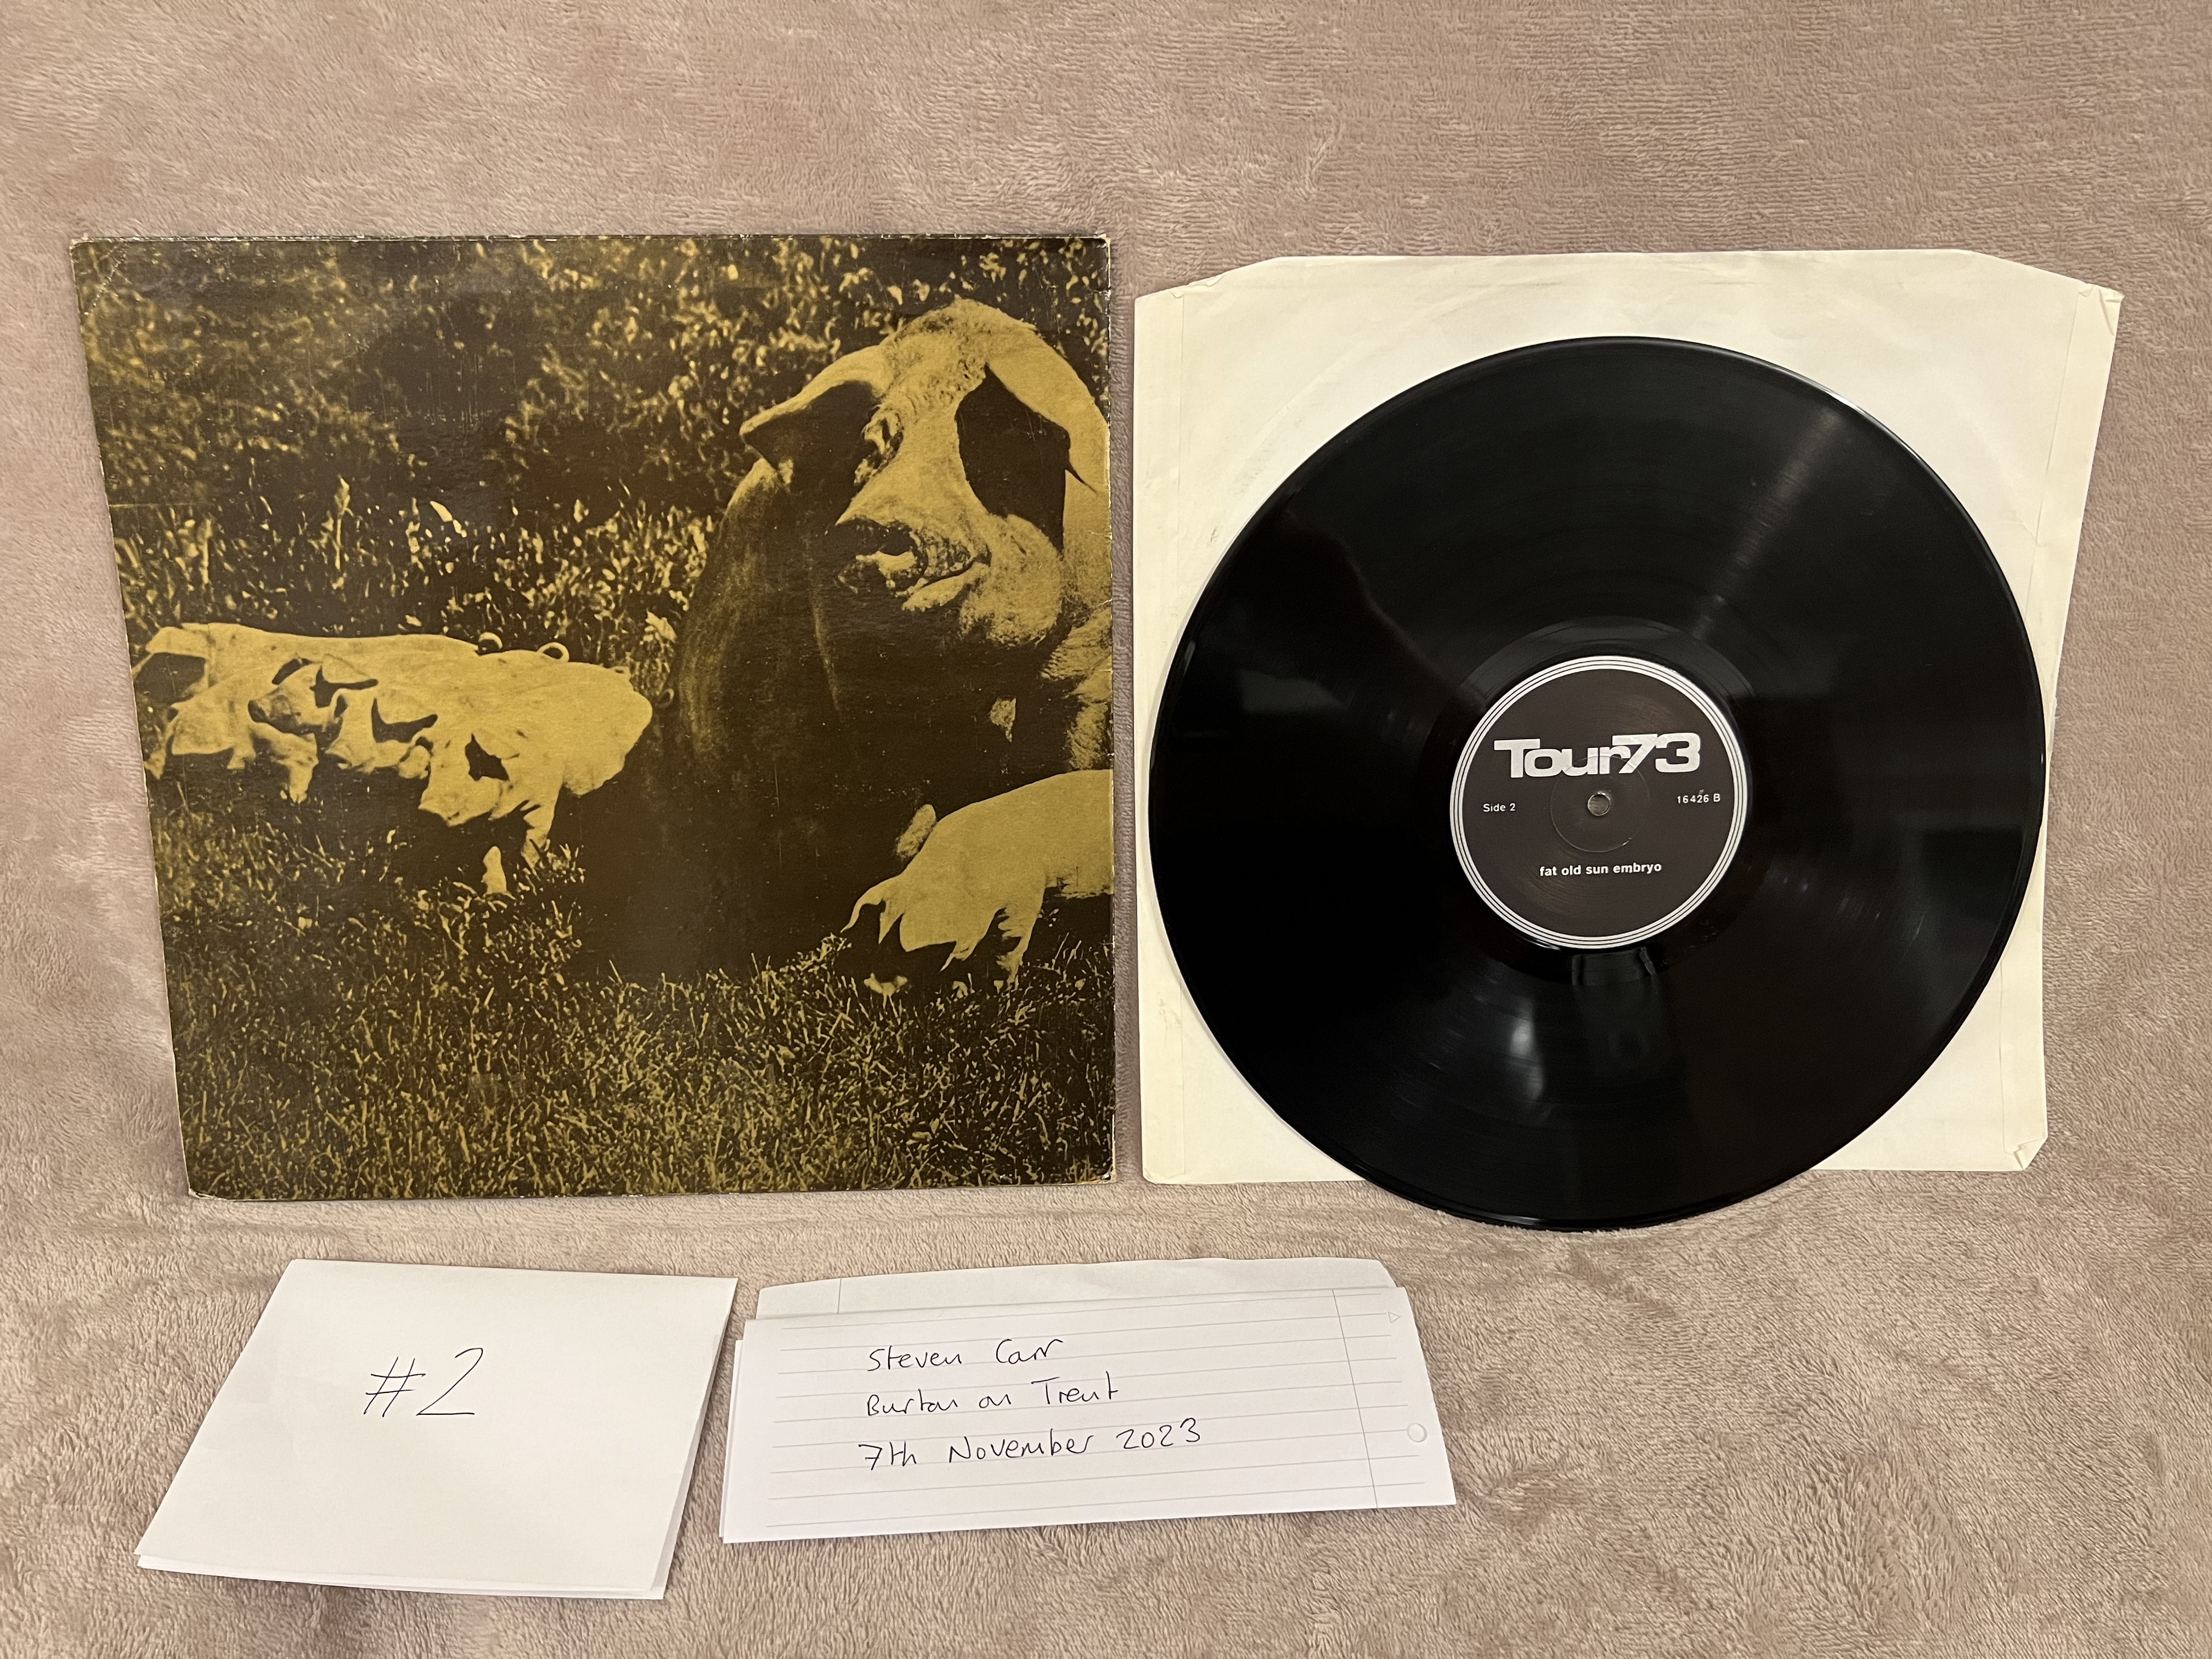 Tour73
Side 2
16426 B
fat old sun embryo
#2
Steven Carr
Burton on Trent
7th November 2023